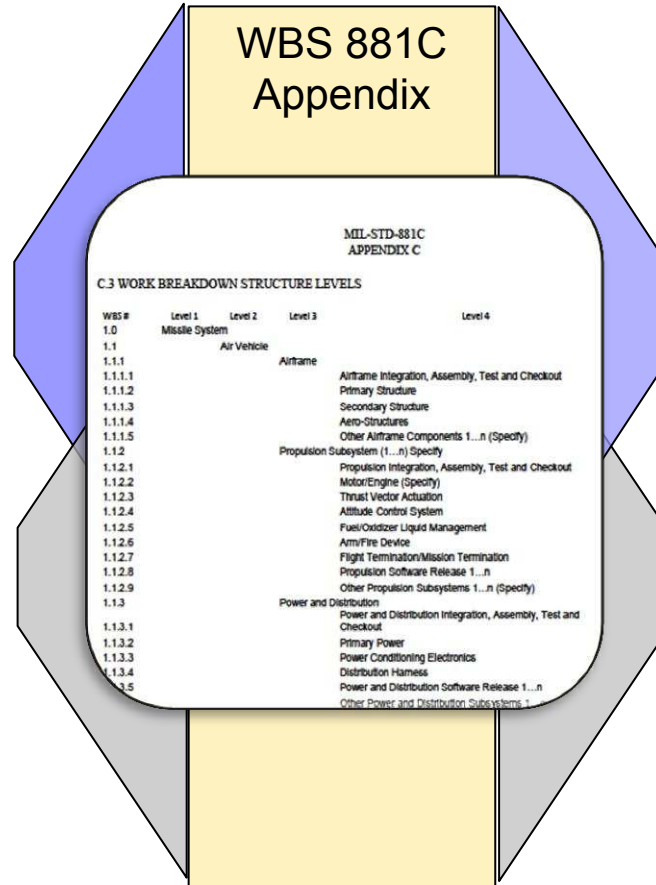 WBS 881C
Appendix
MIL-STD-881C
APPENDIX C
C.3 WORK BREAKDOWN STRUCTURE LEVELS
WBS # Level 1 Level 2 Level 3 Level 4
1.0 Missile System
1.1 Air Vehicle
1.1.1 Airframe
1.1.1.1 Airframe Integration, Assembly, Test and Checkout
1.1.1.2 Primary Structure
1.1.1.3 Secondary Structure
1.1.1.4 Aero-Structures
1.1.1.5 Other Airframe Components 1…n (Specify)
1.1.2 Propulsion Subsystem (1…n) Specify
1.1.2.1 Propulsion Integration, Assembly, Test and Checkout
1.1.2.2 Motor/Engine (Specify)
1.1.2.3 Thrust Vector Actuation
1.1.2.4 Attitude Control System
1.1.2.5 Fuel/Oxidizer Liquid Management
1.1.2.6 Arm/Fire Device
1.1.2.7 Flight Termination/Mission Termination
1.1.2.8 Propulsion Software Release 1…n
1.1.2.9 Other Propulsion Subsystems 1…n (Specify)
1.1.3 Power and Distribution
Power and Distribution Integration, Assembly, Test and
1.1.3.1 Checkout
1.1.3.2 Primary Power
1.1.3.3 Power Conditioning Electronics
1.1.3.4 Distribution Harness
.3.5 Power and Distribution Software Release 1…n
Other Power and Distribution Subsystems 1…